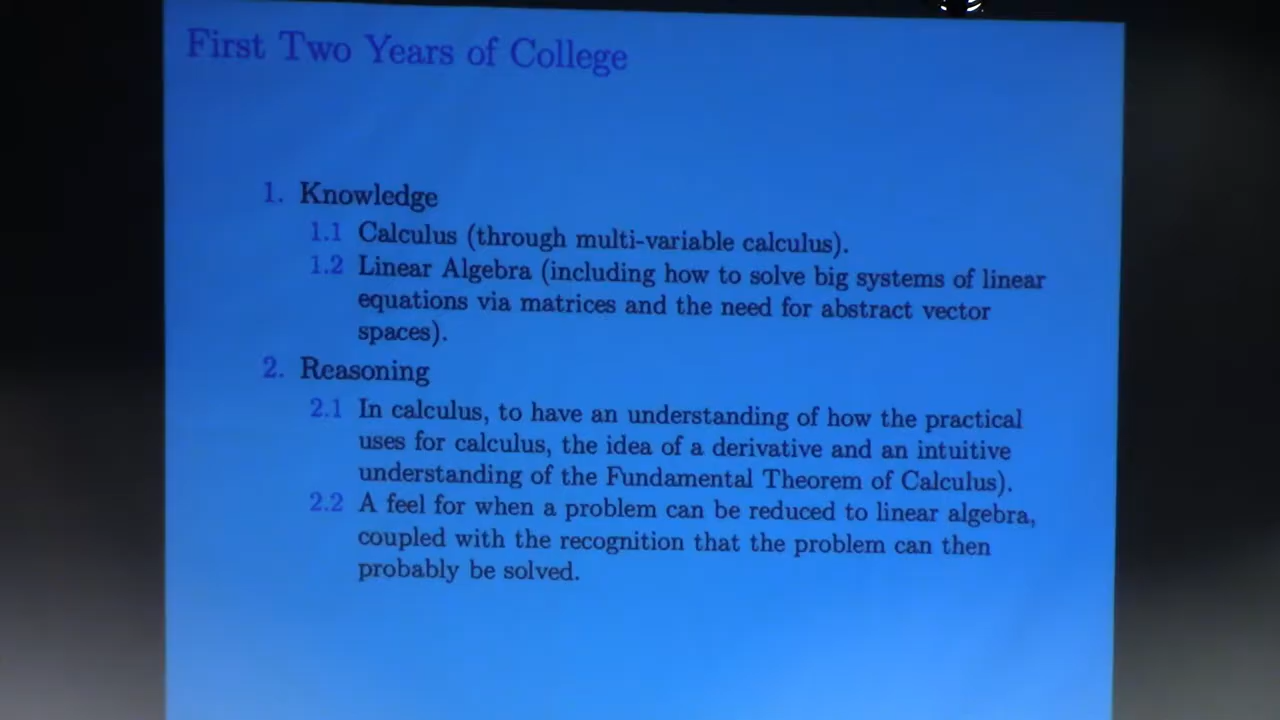 First Two Years of College
1. Knowledge
1.1 Calculus (through multi-variable calculus).
1.2 Linear Algebra (including how to solve big systems of linear
equations via matrices and the need for abstract vector
spaces).
2. Reasoning
2.1 In calculus, to have an understanding of how the practical
uses for calculus, the idea of a derivative and an intuitive
understanding of the Fundamental Theorem of Calculus).
2.2 A feel for when a problem can be reduced to linear algebra,
coupled with the recognition that the problem can then
probably be solved.